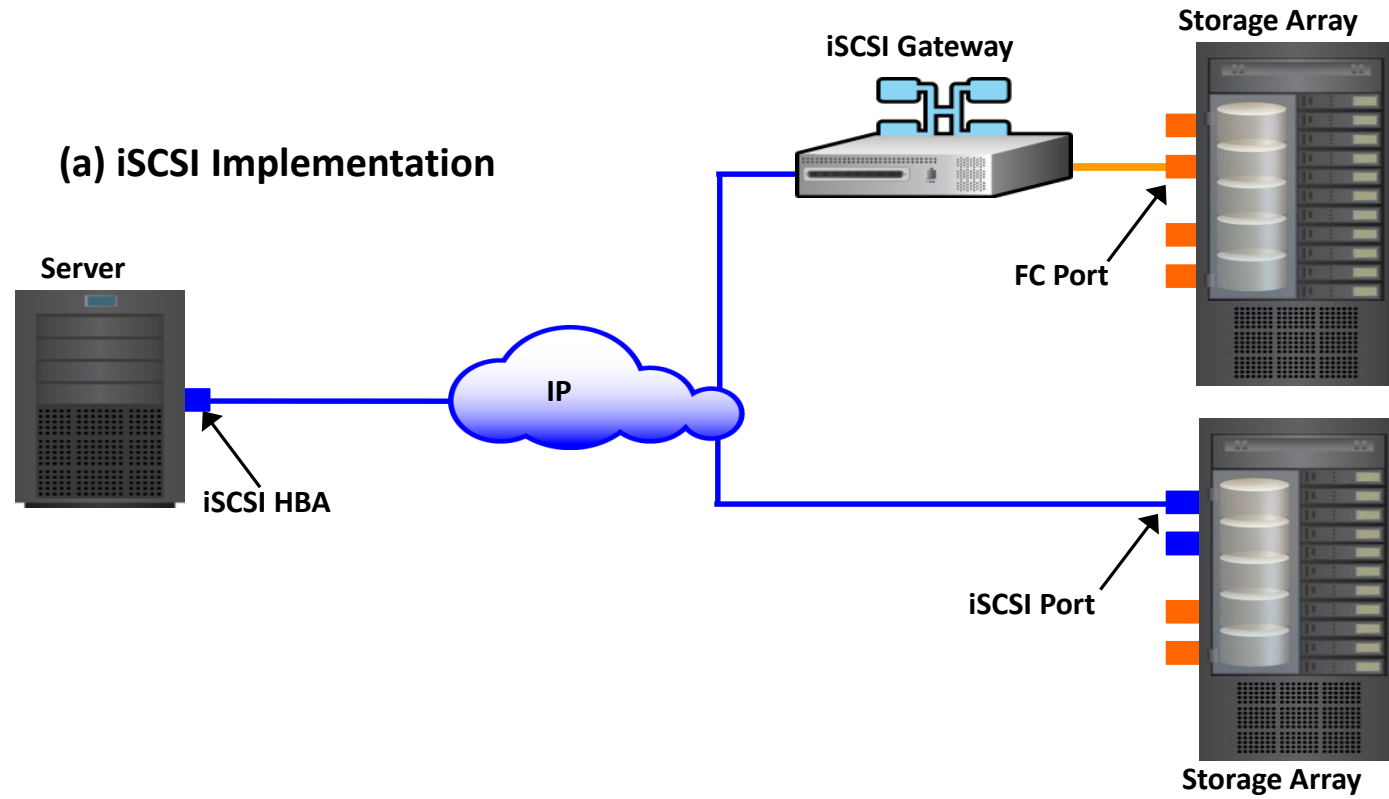 Storage Array
iSCSI Gateway
(a) iSCSI Implementation
FC Port
Server
IP
iSCSI HBA
iSCSI Port
Storage Array